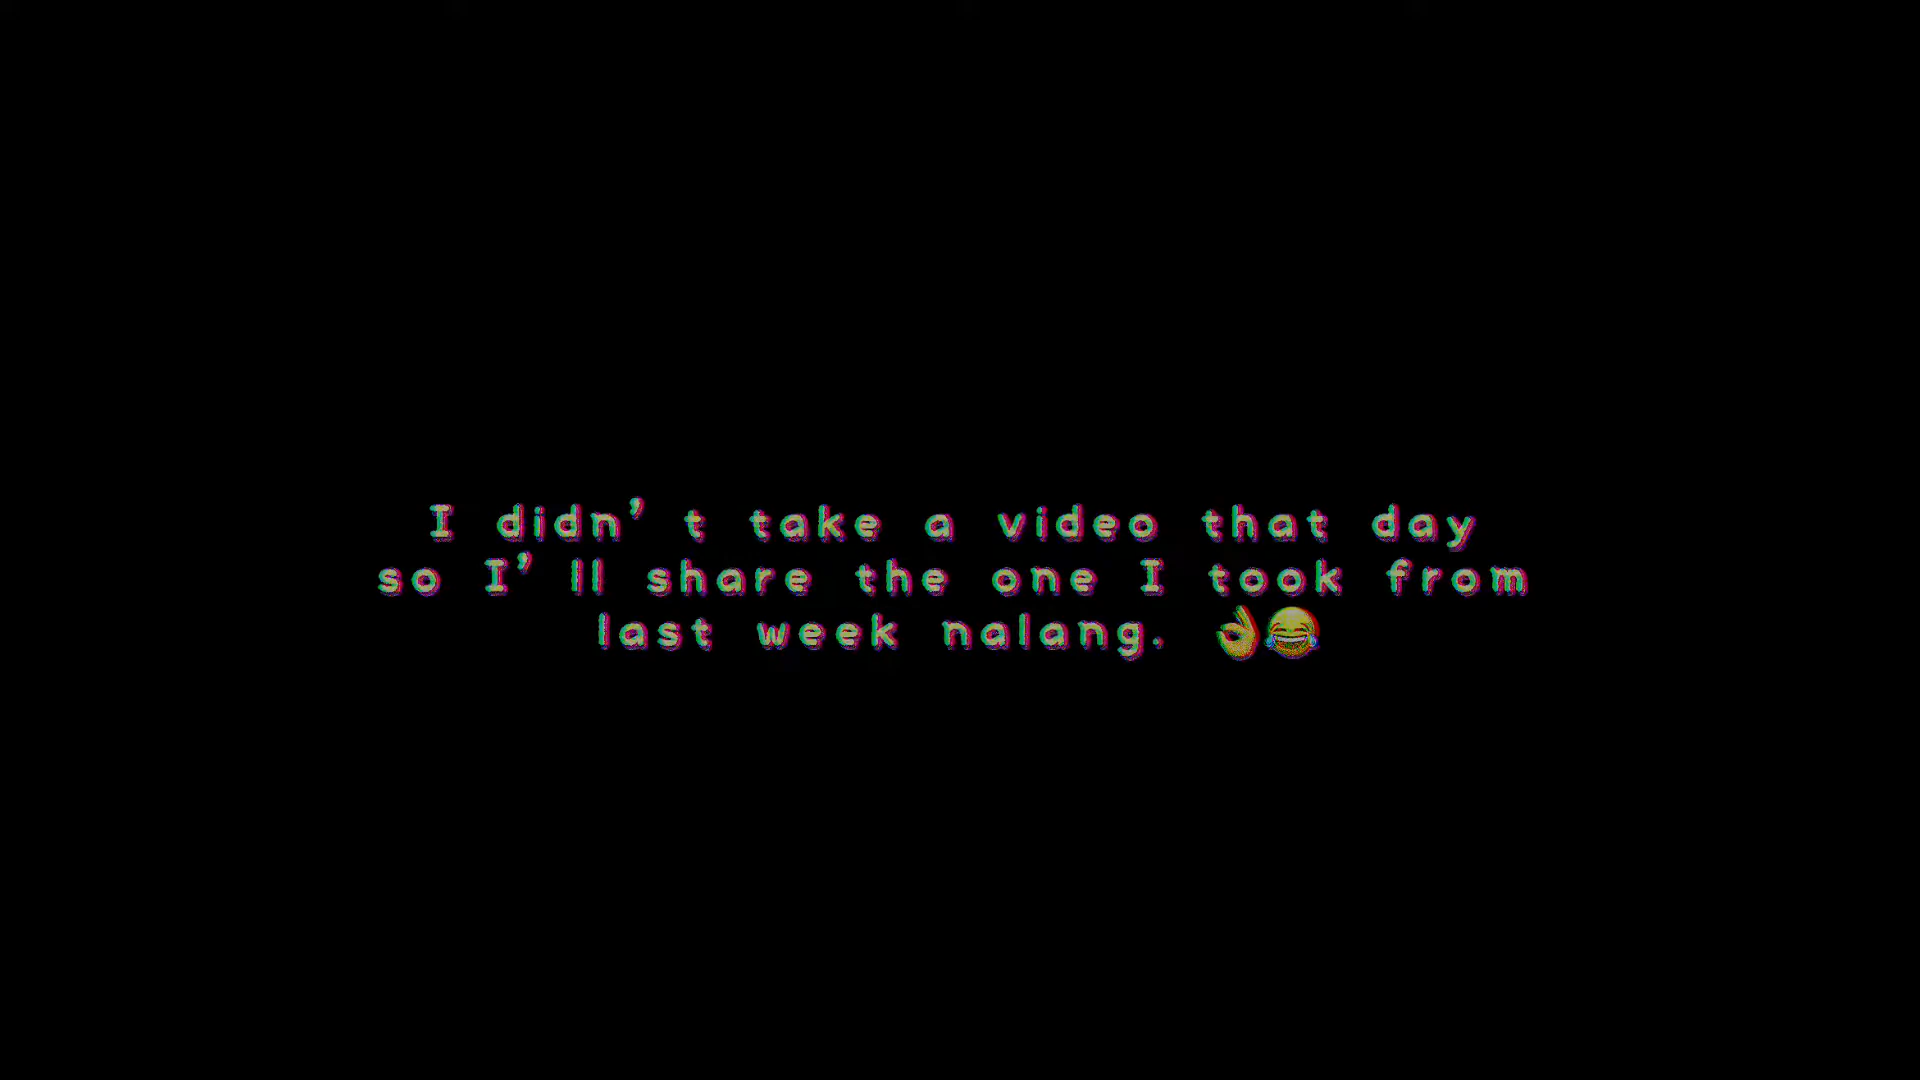 I didn’t take a video that day
so I’ll share the one I took from
last week nalang. 👌😂